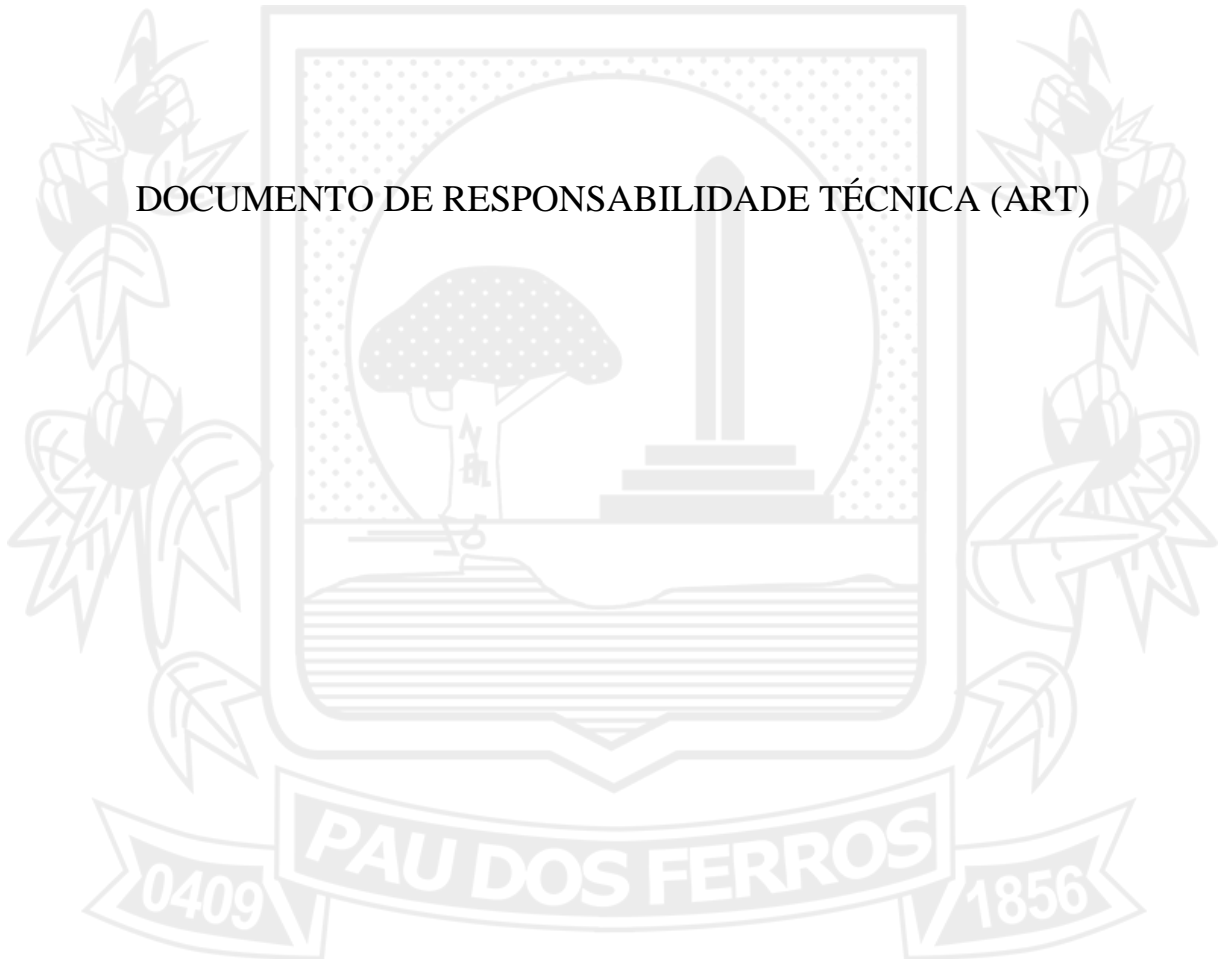 DOCUMENTO DE RESPONSABILIDADE TÉCNICA (ART)
PAU DOS FERROS
0409
1856